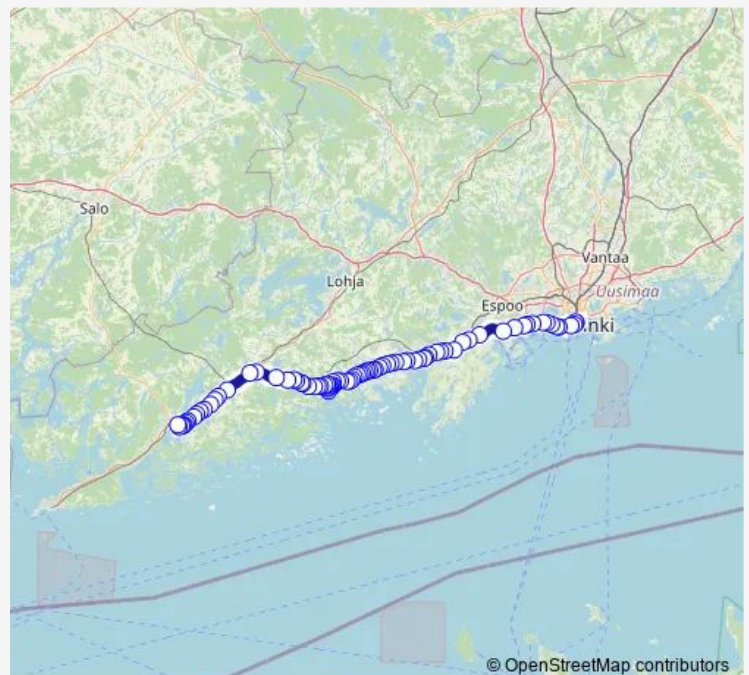 Salo
Lohja
Vantaa
Uusimaa
Espoo
nki
© OpenStreetMap contributors